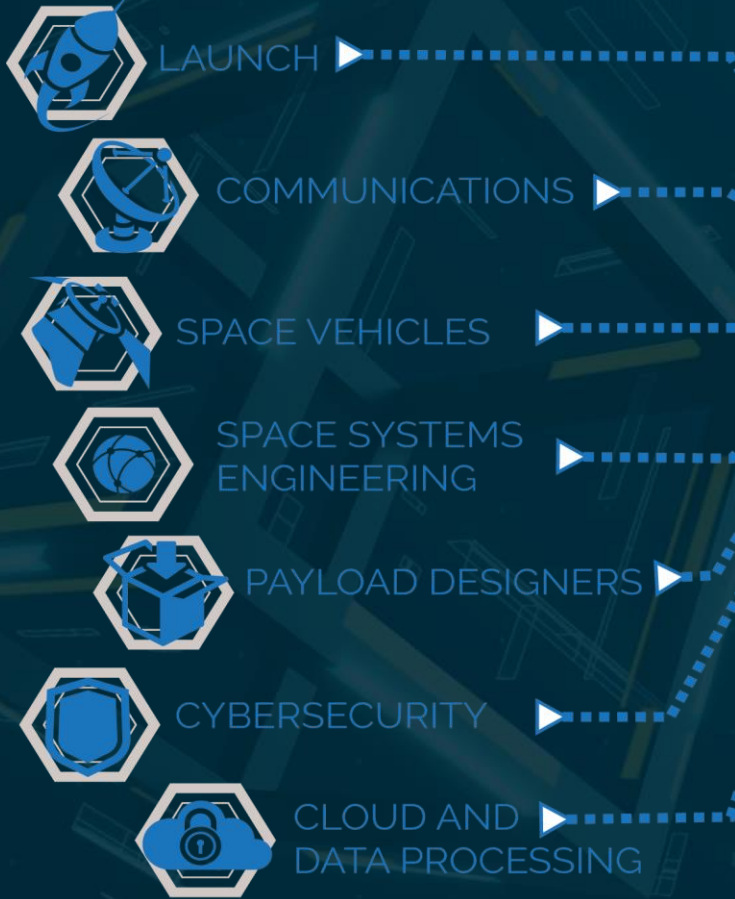 LAUNCH
COMMUNICATIONS
SPACE VEHICLES
SPACE SYSTEMS
ENGINEERING
PAYLOAD DESIGNERS
CYBERSECURITY
CLOUD AND
DATA PROCESSING